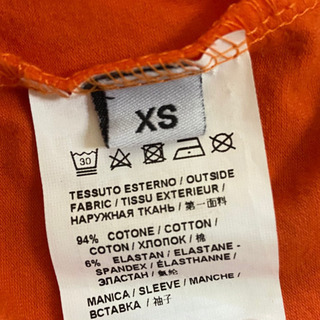 XS
30
TESSUTO ESTERNO / OUTSIDE
FABRIC / TISSU EXTERIEUR /
НАРУЖНАЯ ТКАНЬ / 第一面料
94% COTONE / COTTON /
COTON / ХЛОПОК / 棉
6% ELASTAN / ELASTANE -
SPANDEX / ÉLASTHANNE /
ЭЛАСТАН / 氨纶
MANICA / SLEEVE / MANCHE /
ВСТАВКА / 袖子